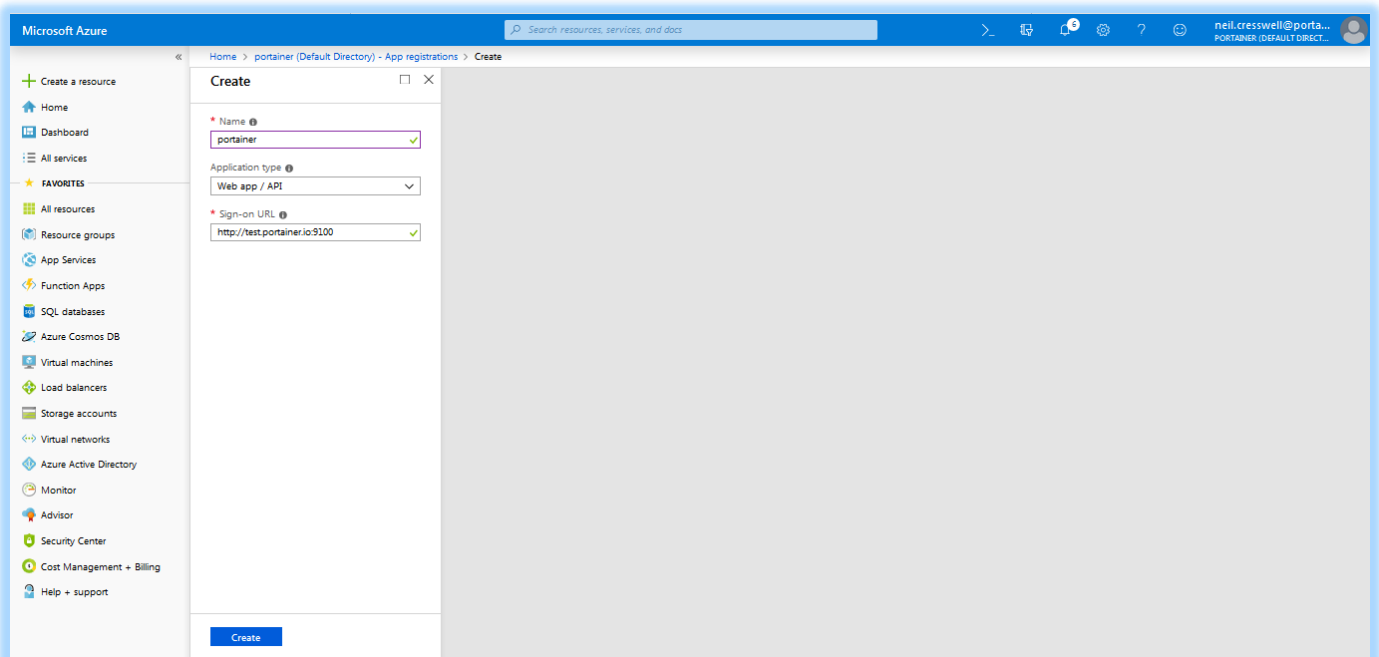 Microsoft Azure
Search resources, services, and docs
6
neil.cresswell@porta...
PORTAINER (DEFAULT DIRECT...
Home > portainer (Default Directory) - App registrations > Create
Create a resource
Home
Dashboard
All services
FAVORITES
All resources
Resource groups
App Services
Function Apps
SQL databases
Azure Cosmos DB
Virtual machines
Load balancers
Storage accounts
Virtual networks
Azure Active Directory
Monitor
Advisor
Security Center
Cost Management + Billing
Help + support
Create
* Name
portainer
Application type
Web app / API
* Sign-on URL
http://test.portainer.io:9100
Create